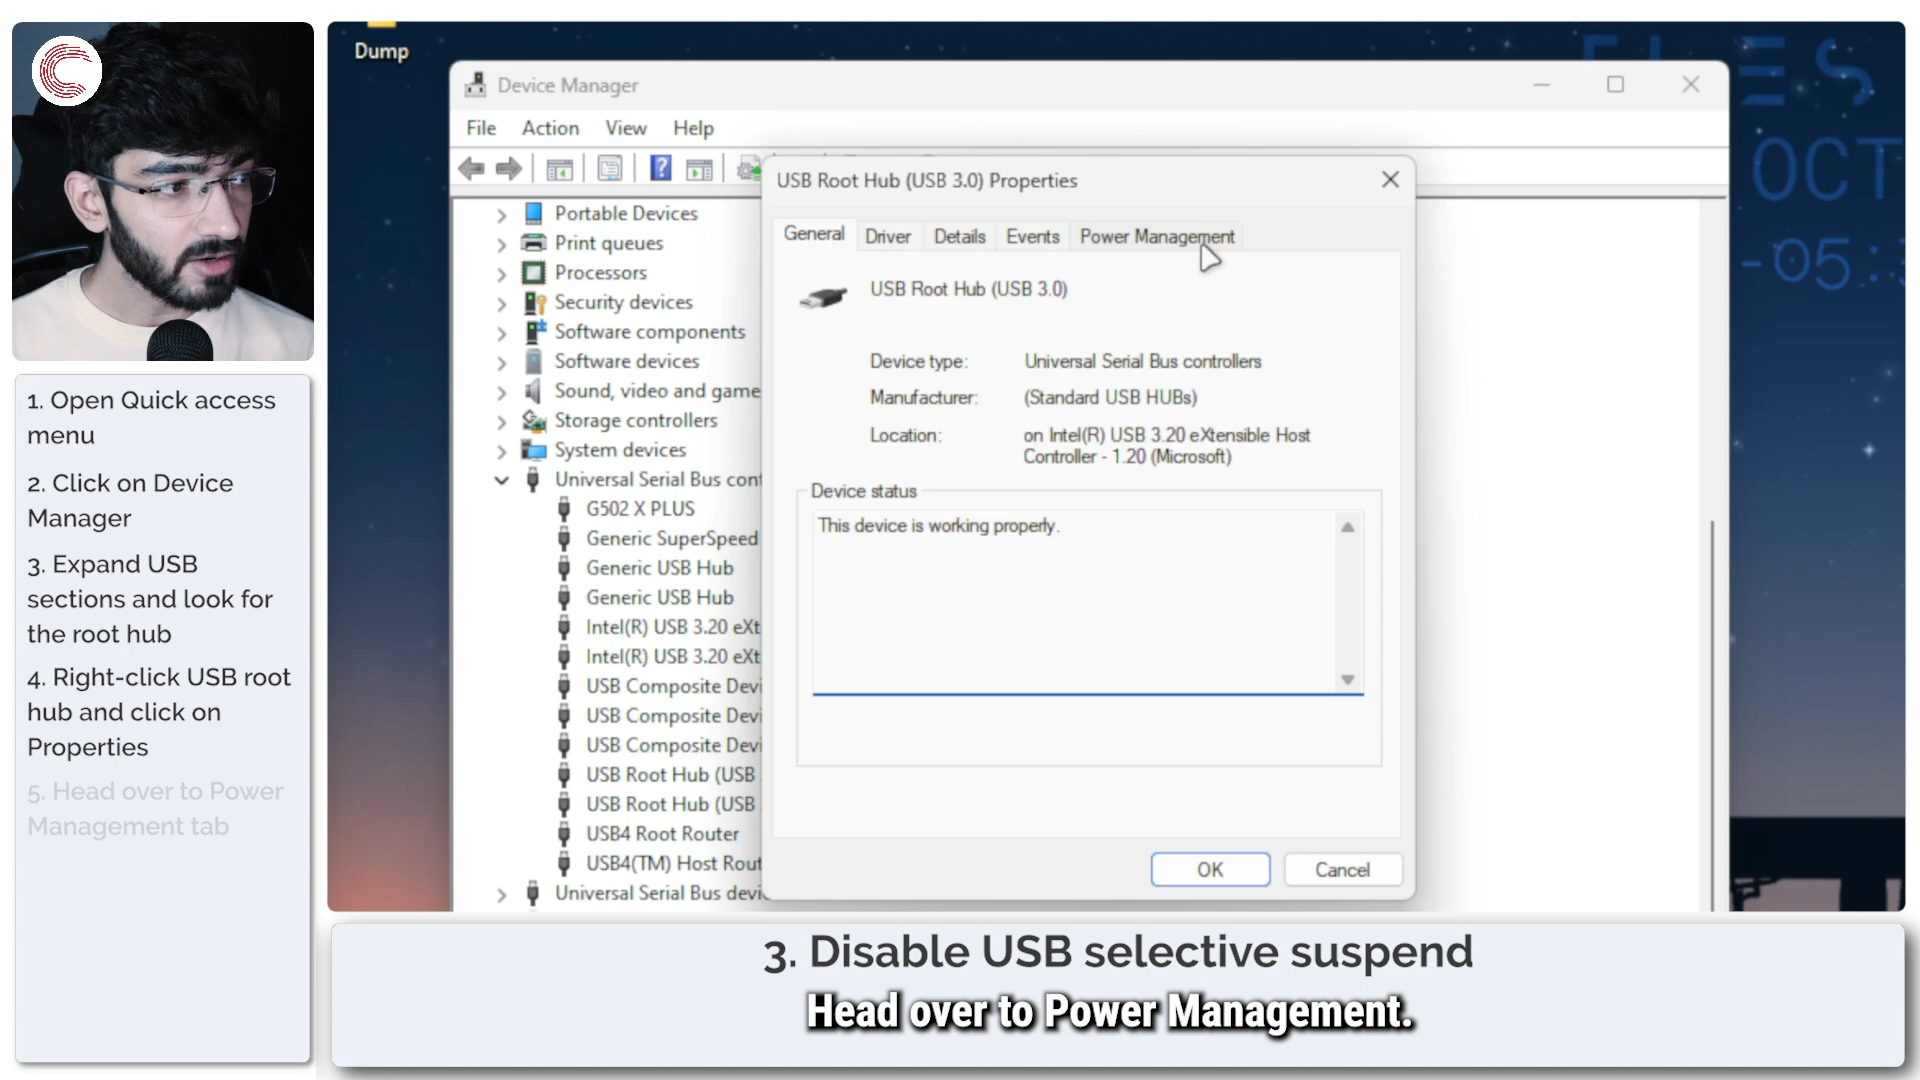 Dump
Device Manager
File Action View Help
USB Root Hub (USB 3.0) Properties
General Driver Details Events Power Management
USB Root Hub (USB 3.0)
Device type: Universal Serial Bus controllers
Manufacturer: (Standard USB HUBs)
Location: on Intel(R) USB 3.20 eXtensible Host
Controller - 1.20 (Microsoft)
Device status
This device is working properly.
OK Cancel
Portable Devices
Print queues
Processors
Security devices
Software components
Software devices
Sound, video and game
Storage controllers
System devices
Universal Serial Bus cont
G502 X PLUS
Generic SuperSpeed
Generic USB Hub
Generic USB Hub
Intel(R) USB 3.20 eXt
Intel(R) USB 3.20 eXt
USB Composite Devi
USB Composite Devi
USB Composite Devi
USB Root Hub (USB
USB Root Hub (USB
USB4 Root Router
USB4(TM) Host Rout
Universal Serial Bus devi
OCT
-05:
1. Open Quick access
menu
2. Click on Device
Manager
3. Expand USB
sections and look for
the root hub
4. Right-click USB root
hub and click on
Properties
5. Head over to Power
Management tab
3. Disable USB selective suspend
Head over to Power Management.